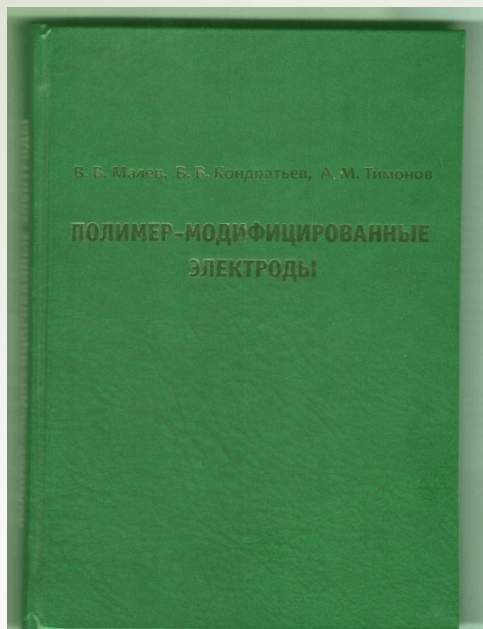 В. В. Малев, В. В. Кондратьев, А. М. Тимонов
ПОЛИМЕР-МОДИФИЦИРОВАННЫЕ
ЭЛЕКТРОДЫ